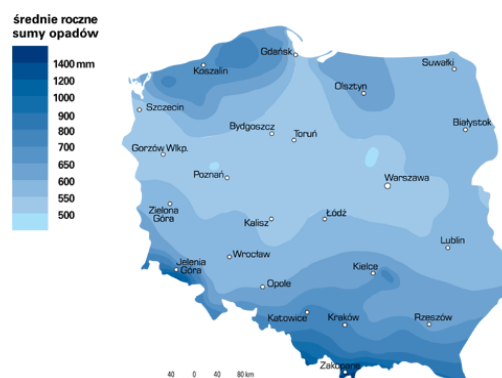 średnie roczne
sumy opadów
1400 mm
1200
1000
900
800
700
650
600
550
500
Gdańsk
Koszalin
Suwałki
Olsztyn
Szczecin
Białystok
Bydgoszcz
Toruń
Gorzów Wlkp.
Poznań
Warszawa
Zielona
Góra
Kalisz
Łódź
Lublin
Wrocław
Jelenia
Góra
Kielce
Opole
Katowice
Kraków
Rzeszów
Zakopane
40 0 40 80 km